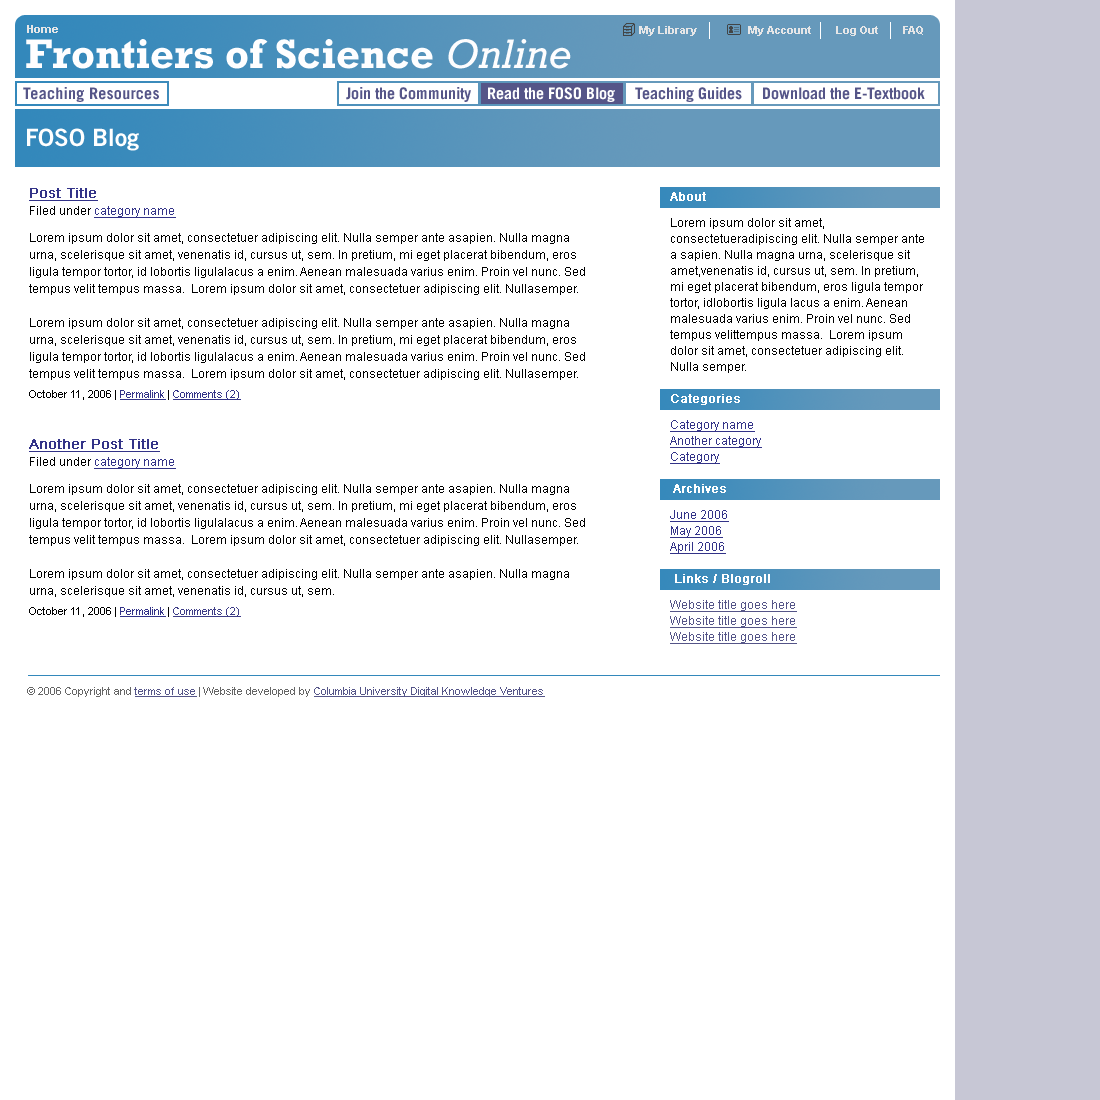 Home
My Library
My Account
Log Out
FAQ
Frontiers of Science Online
Teaching Resources
Join the Community
Read the FOSO Blog
Teaching Guides
Download the E-Textbook
FOSO Blog
Post Title
Filed under category name
Lorem ipsum dolor sit amet, consectetuer adipiscing elit. Nulla semper ante asapien. Nulla magna
urna, scelerisque sit amet, venenatis id, cursus ut, sem. In pretium, mi eget placerat bibendum, eros
ligula tempor tortor, id lobortis ligulalacus a enim. Aenean malesuada varius enim. Proin vel nunc. Sed
tempus velit tempus massa.  Lorem ipsum dolor sit amet, consectetuer adipiscing elit. Nullasemper.
Lorem ipsum dolor sit amet, consectetuer adipiscing elit. Nulla semper ante asapien. Nulla magna
urna, scelerisque sit amet, venenatis id, cursus ut, sem. In pretium, mi eget placerat bibendum, eros
ligula tempor tortor, id lobortis ligulalacus a enim. Aenean malesuada varius enim. Proin vel nunc. Sed
tempus velit tempus massa.  Lorem ipsum dolor sit amet, consectetuer adipiscing elit. Nullasemper.
October 11, 2006 | Permalink | Comments (2)
Another Post Title
Filed under category name
Lorem ipsum dolor sit amet, consectetuer adipiscing elit. Nulla semper ante asapien. Nulla magna
urna, scelerisque sit amet, venenatis id, cursus ut, sem. In pretium, mi eget placerat bibendum, eros
ligula tempor tortor, id lobortis ligulalacus a enim. Aenean malesuada varius enim. Proin vel nunc. Sed
tempus velit tempus massa.  Lorem ipsum dolor sit amet, consectetuer adipiscing elit. Nullasemper.
Lorem ipsum dolor sit amet, consectetuer adipiscing elit. Nulla semper ante asapien. Nulla magna
urna, scelerisque sit amet, venenatis id, cursus ut, sem.
October 11, 2006 | Permalink | Comments (2)
About
Lorem ipsum dolor sit amet,
consectetueradipiscing elit. Nulla semper ante
a sapien. Nulla magna urna, scelerisque sit
amet,venenatis id, cursus ut, sem. In pretium,
mi eget placerat bibendum, eros ligula tempor
tortor, idlobortis ligula lacus a enim. Aenean
malesuada varius enim. Proin vel nunc. Sed
tempus velittempus massa.  Lorem ipsum
dolor sit amet, consectetuer adipiscing elit.
Nulla semper.
Categories
Category name
Another category
Category
Archives
June 2006
May 2006
April 2006
Links / Blogroll
Website title goes here
Website title goes here
Website title goes here
© 2006 Copyright and terms of use | Website developed by Columbia University Digital Knowledge Ventures